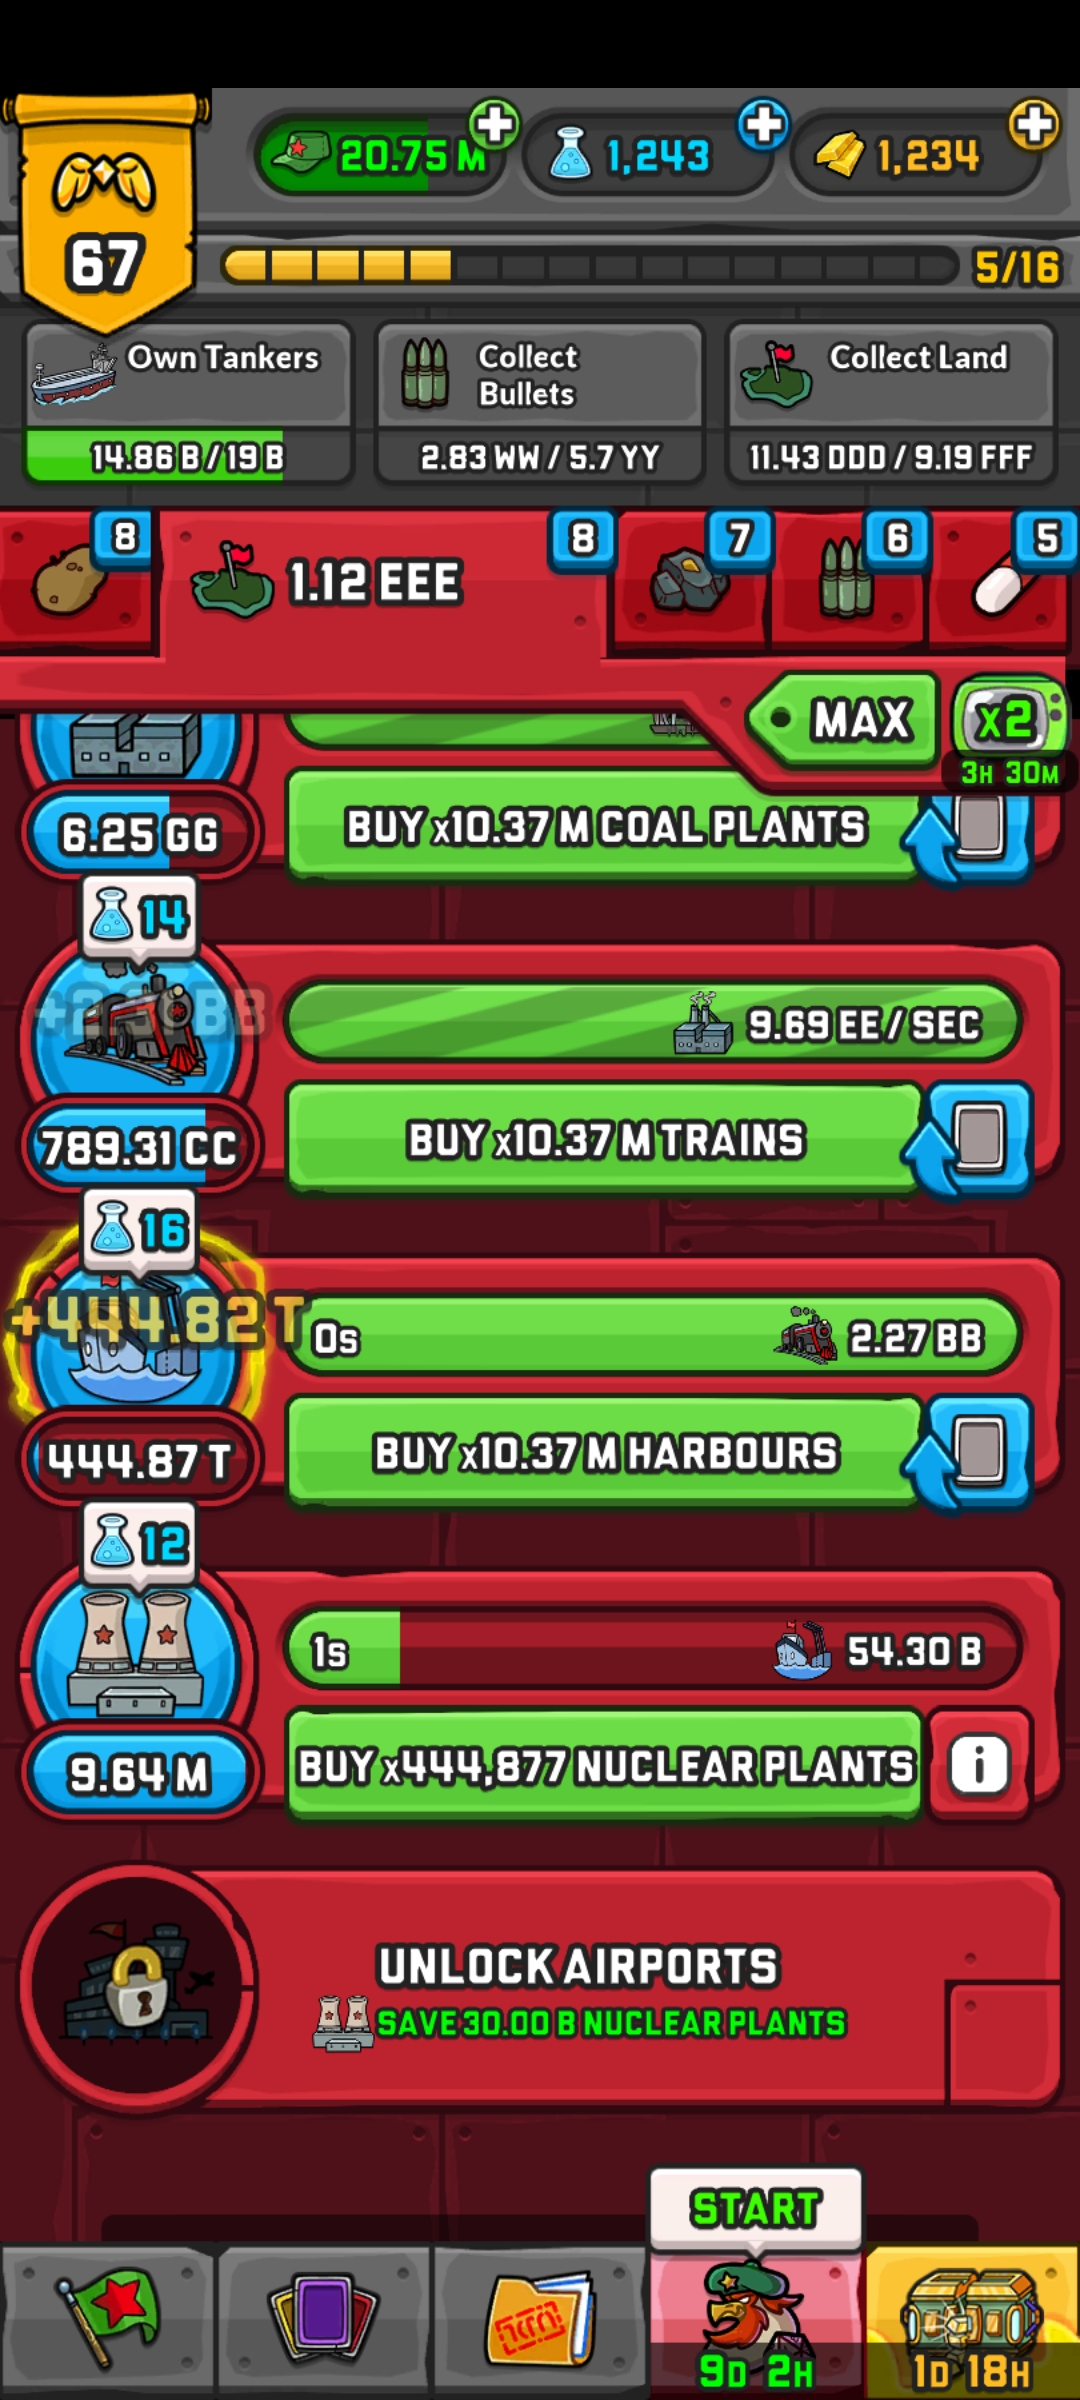 67
20.75 M
1,243
1,234
5/16
Own Tankers
14.86 B / 19 B
Collect
Bullets
2.83 WW / 5.7 YY
Collect Land
11.43 DDD / 9.19 FFF
8
1.12 EEE
8
7
6
5
MAX
x2
3H 30M
6.25 GG
BUY x10.37 M COAL PLANTS
14
9.69 EE / SEC
789.31 CC
BUY x10.37 M TRAINS
16
+444.82 T
0s
2.27 BB
444.87 T
BUY x10.37 M HARBOURS
12
1s
54.30 B
9.64 M
BUY x444,877 NUCLEAR PLANTS
i
UNLOCK AIRPORTS
SAVE 30.00 B NUCLEAR PLANTS
START
9D 2H
1D 18H